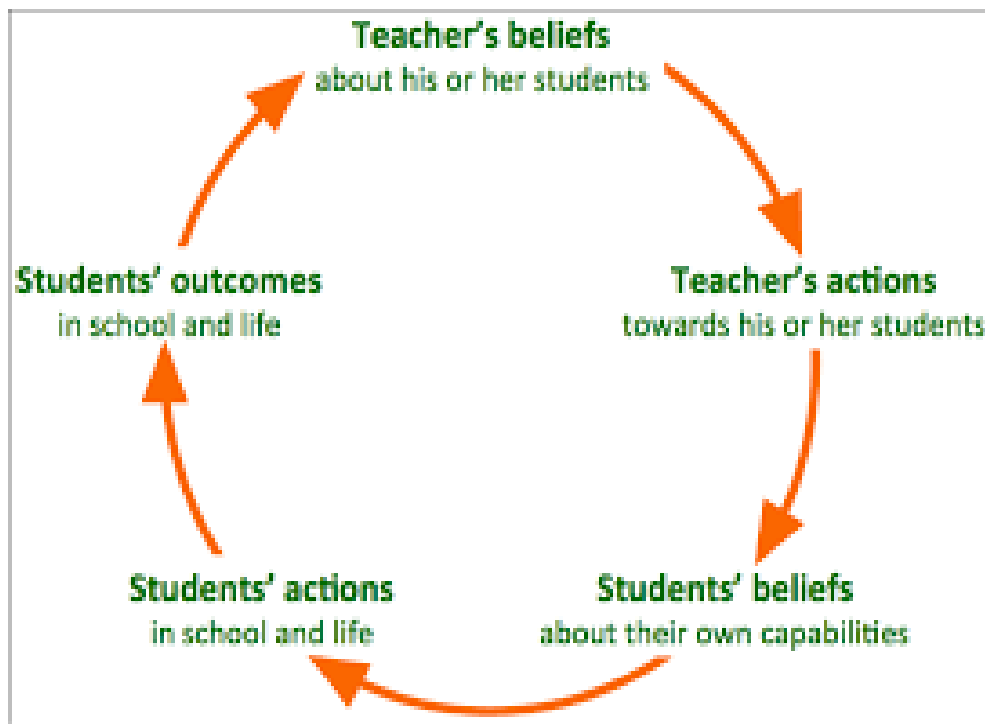 Teacher's beliefs
about his or her students
Teacher's actions
towards his or her students
Students' beliefs
about their own capabilities
Students' actions
in school and life
Students' outcomes
in school and life